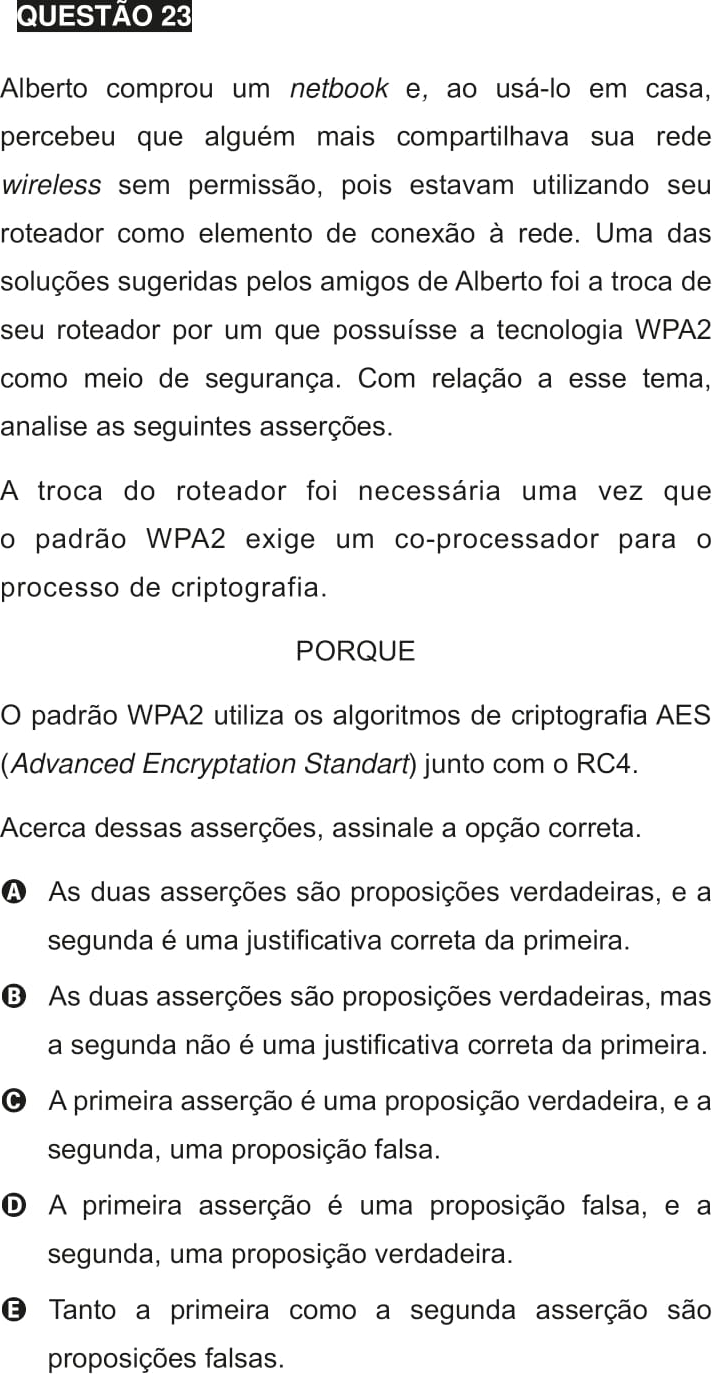 QUESTÃO 23
Alberto comprou um netbook e, ao usá-lo em casa,
percebeu que alguém mais compartilhava sua rede
wireless sem permissão, pois estavam utilizando seu
roteador como elemento de conexão à rede. Uma das
soluções sugeridas pelos amigos de Alberto foi a troca de
seu roteador por um que possuísse a tecnologia WPA2
como meio de segurança. Com relação a esse tema,
analise as seguintes asserções.
A troca do roteador foi necessária uma vez que
o padrão WPA2 exige um co-processador para o
processo de criptografia.
PORQUE
O padrão WPA2 utiliza os algoritmos de criptografia AES
(Advanced Encryptation Standart) junto com o RC4.
Acerca dessas asserções, assinale a opção correta.
A As duas asserções são proposições verdadeiras, e a
segunda é uma justificativa correta da primeira.
B As duas asserções são proposições verdadeiras, mas
a segunda não é uma justificativa correta da primeira.
C A primeira asserção é uma proposição verdadeira, e a
segunda, uma proposição falsa.
D A primeira asserção é uma proposição falsa, e a
segunda, uma proposição verdadeira.
E Tanto a primeira como a segunda asserção são
proposições falsas.